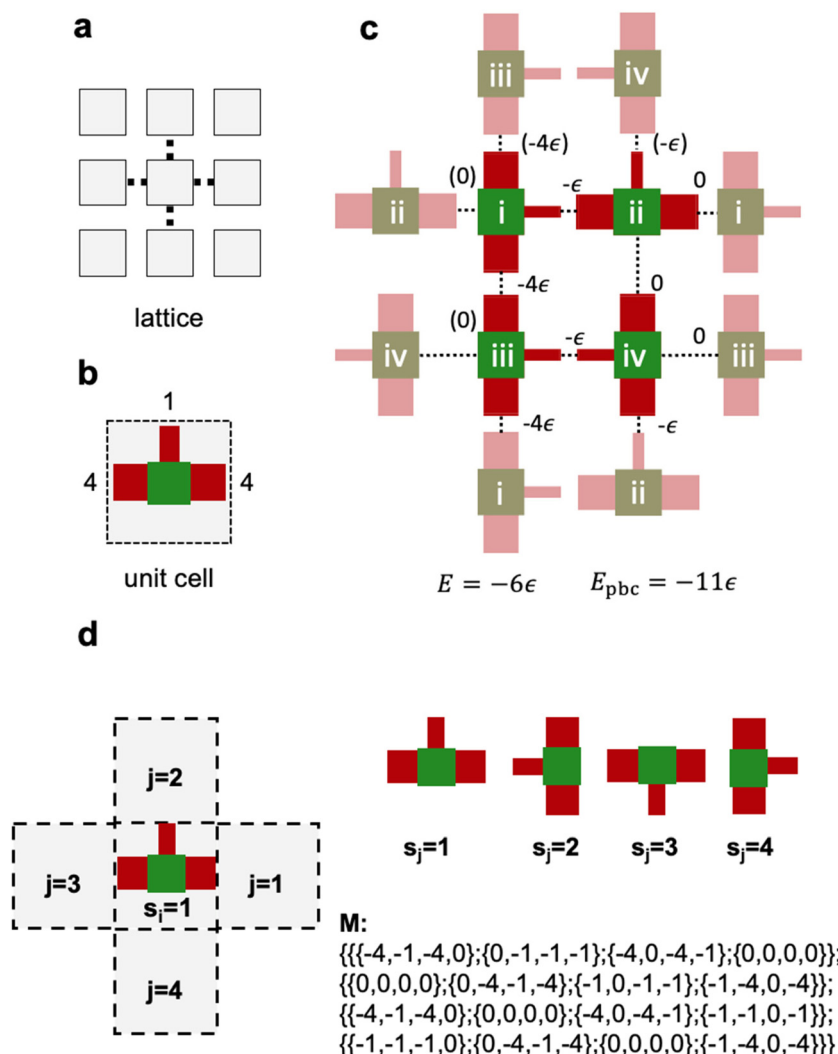 a
lattice
b
1
4
4
unit cell
c
iii
iv
(-4ϵ)
(-ϵ)
(0)
-ϵ
0
ii
i
ii
i
-4ϵ
0
(0)
-ϵ
0
iv
iii
iv
iii
-4ϵ
-ϵ
i
ii
E = −6ϵ
E_pbc = −11ϵ
d
j=2
j=3
s_i=1
j=1
j=4
s_j=1
s_j=2
s_j=3
s_j=4
M:
{{{-4,-1,-4,0};{0,-1,-1,-1};{-4,0,-4,-1};{0,0,0,0}};
{{0,0,0,0};{0,-4,-1,-4};{-1,0,-1,-1};{-1,-4,0,-4}};
{{-4,-1,-4,0};{0,0,0,0};{-4,0,-4,-1};{-1,-1,0,-1}};
{{-1,-1,-1,0};{0,-4,-1,-4};{0,0,0,0};{-1,-4,0,-4}}}